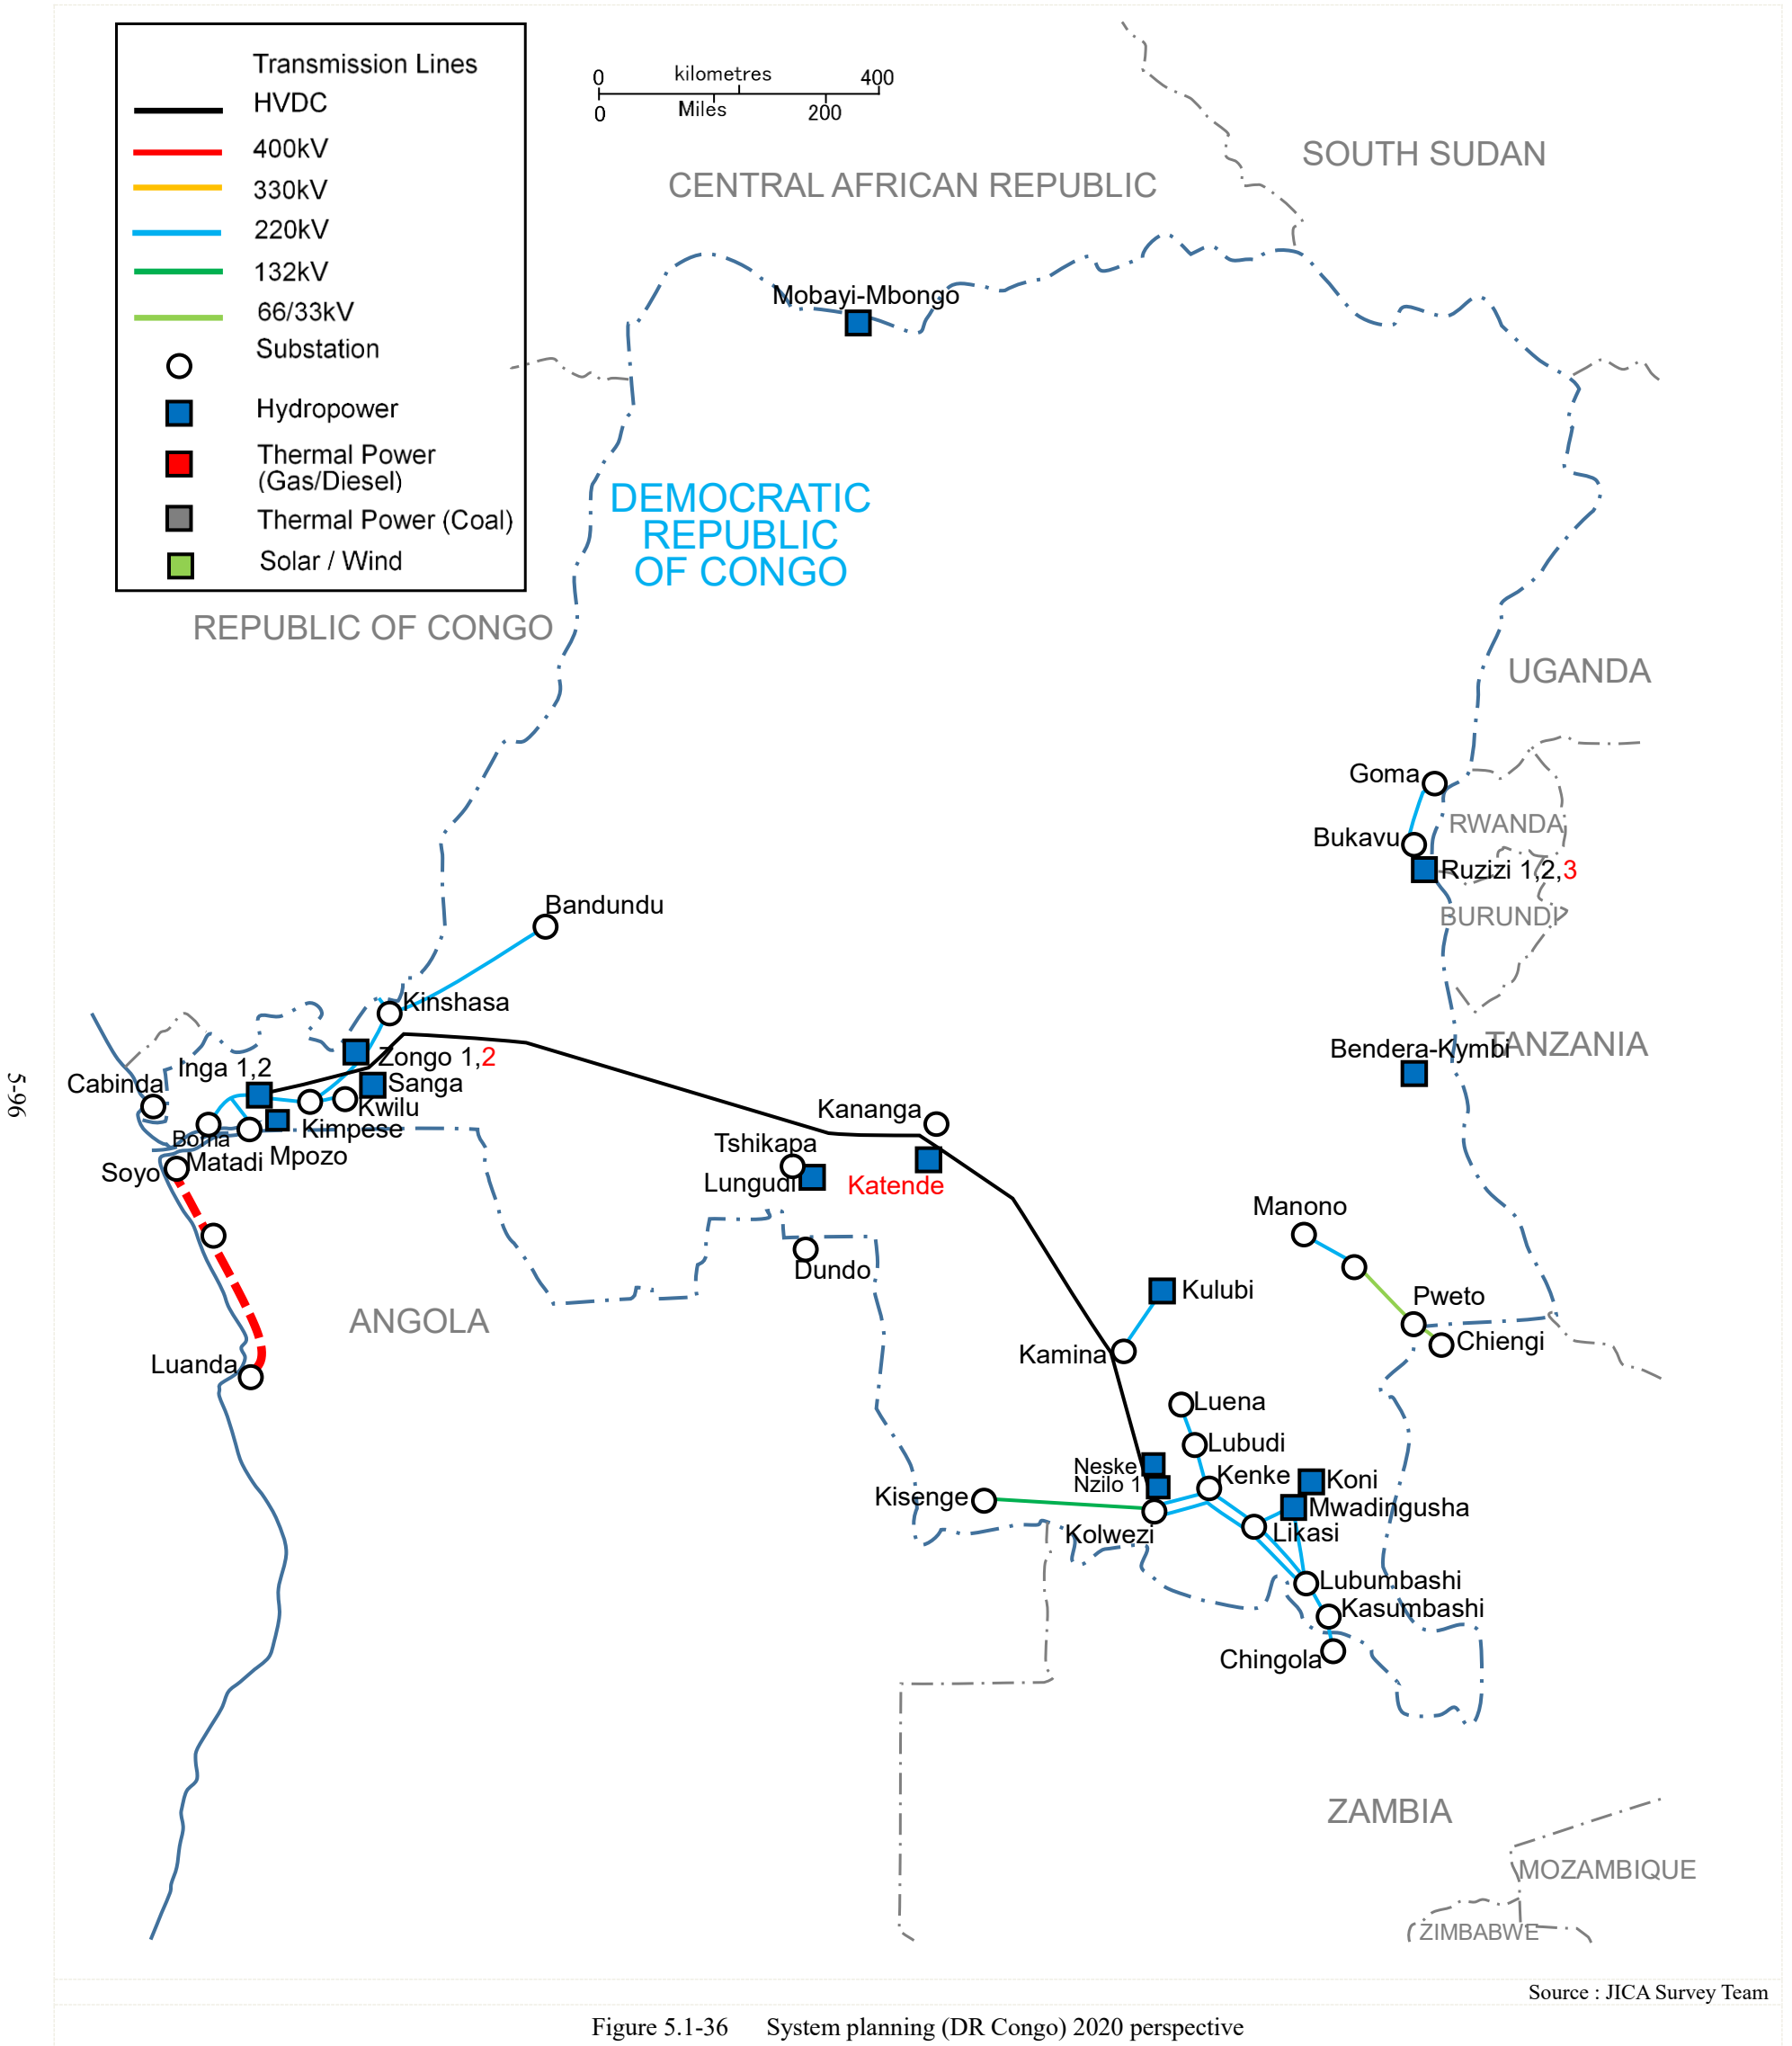 Transmission Lines
HVDC
400kV
330kV
220kV
132kV
66/33kV
Substation
Hydropower
Thermal Power
(Gas/Diesel)
Thermal Power (Coal)
Solar / Wind
0 kilometres 400
0 Miles 200
SOUTH SUDAN
CENTRAL AFRICAN REPUBLIC
Mobayi-Mbongo
DEMOCRATIC
REPUBLIC
OF CONGO
REPUBLIC OF CONGO
UGANDA
Goma
RWANDA
Bukavu
Ruzizi 1,2,3
BURUNDI
Bandundu
Kinshasa
TANZANIA
Bendera-Kymbi
Zongo 1,2
Inga 1,2
Cabinda
Sanga
Kwilu
Kimpese
Boma
Matadi
Mpozo
Soyo
Kananga
Tshikapa
Lungudi
Katende
Dundo
Manono
Pweto
Chiengi
Kulubi
Kamina
ANGOLA
Luanda
Luena
Lubudi
Neske
Nzilo 1
Kenke
Koni
Mwadingusha
Kisenge
Kolwezi
Likasi
Lubumbashi
Kasumbashi
Chingola
ZAMBIA
MOZAMBIQUE
ZIMBABWE
5-96
Source : JICA Survey Team
Figure 5.1-36 System planning (DR Congo) 2020 perspective